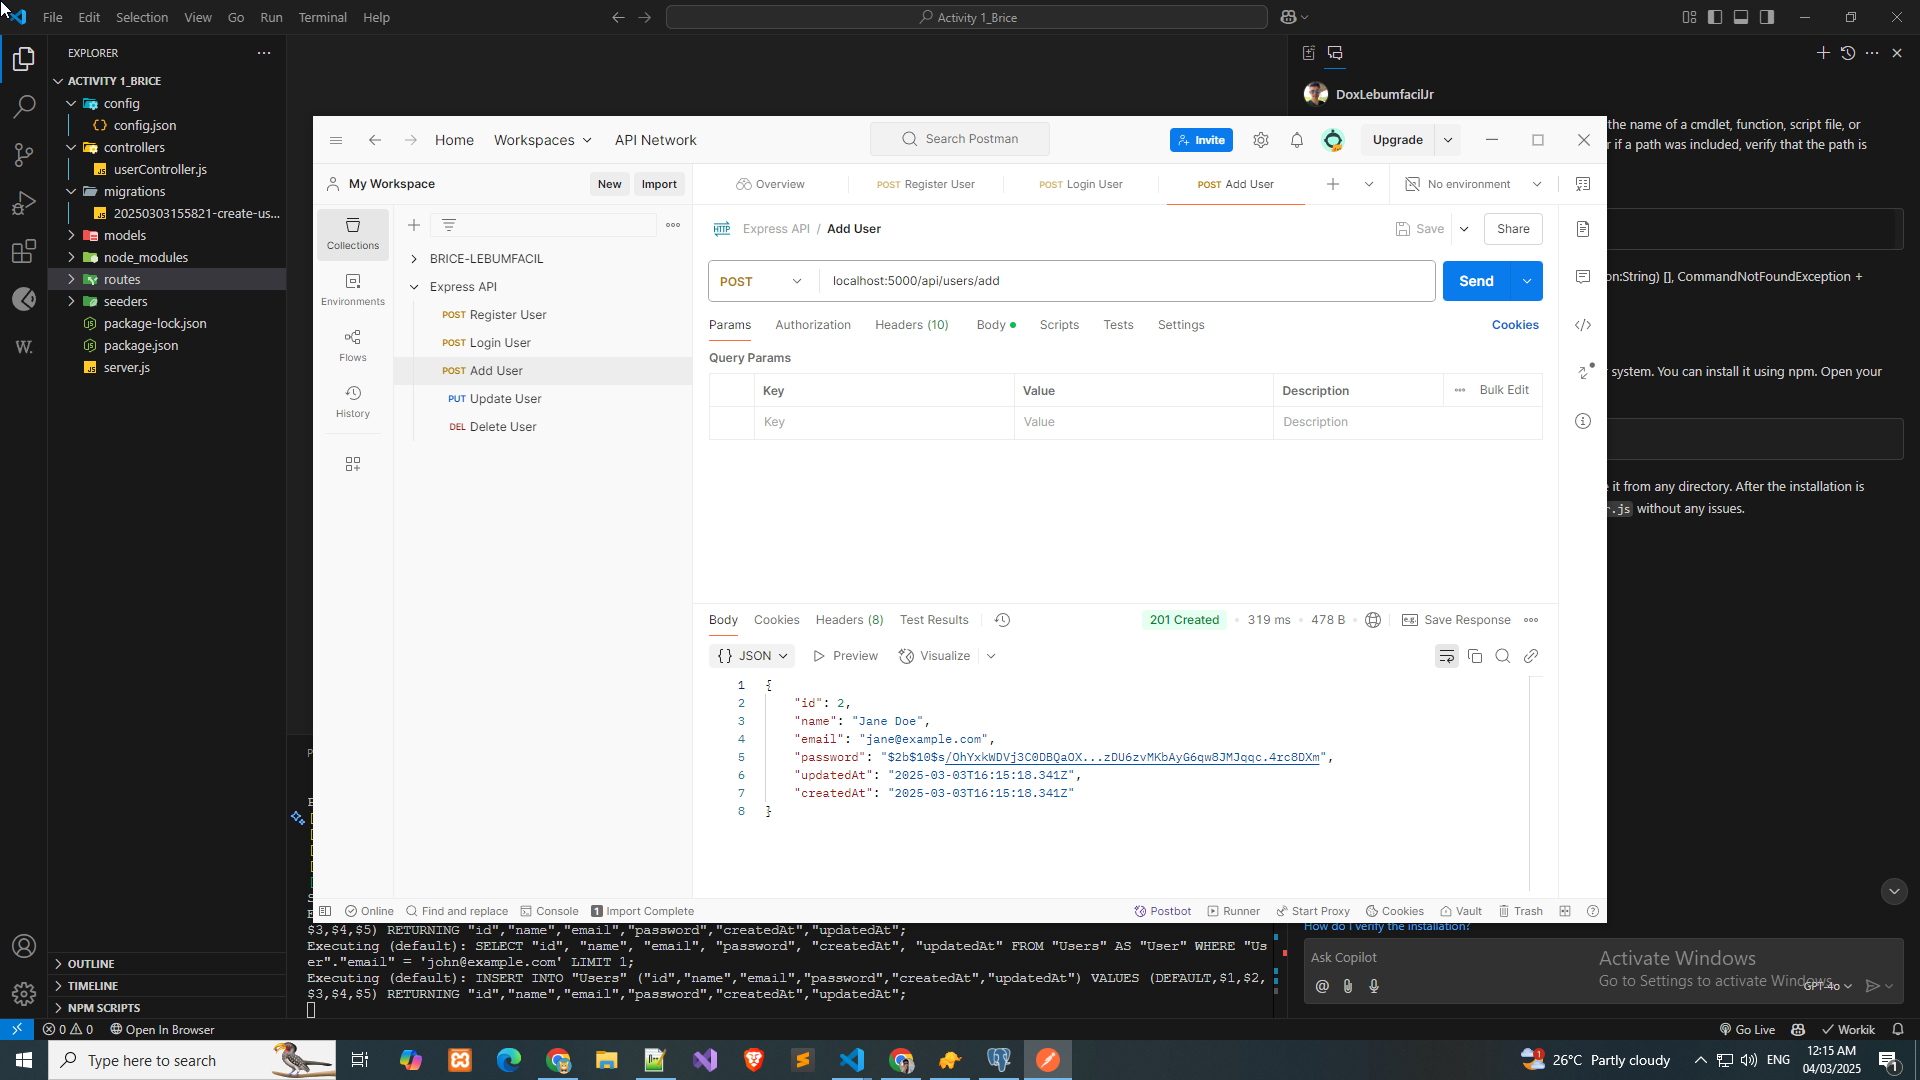 File Edit Selection View Go Run Terminal Help
Activity 1_Brice
EXPLORER
ACTIVITY 1_BRICE
config
config.json
controllers
userController.js
migrations
20250303155821-create-us...
models
node_modules
routes
seeders
package-lock.json
package.json
server.js
OUTLINE
TIMELINE
NPM SCRIPTS
DoxLebumfacilJr
the name of a cmdlet, function, script file, or
r if a path was included, verify that the path is
on:String) [], CommandNotFoundException +
system. You can install it using npm. Open your
it from any directory. After the installation is
r.js without any issues.
How do I verify the installation?
Ask Copilot
GPT-4o
Activate Windows
Go to Settings to activate Windows.
Home Workspaces API Network
Search Postman
Invite
Upgrade
My Workspace
New Import
Overview
POST Register User
POST Login User
POST Add User
No environment
Collections
Environments
Flows
History
BRICE-LEBUMFACIL
Express API
POST Register User
POST Login User
POST Add User
PUT Update User
DEL Delete User
HTTP Express API / Add User
Save Share
POST localhost:5000/api/users/add
Send
Params Authorization Headers (10) Body Scripts Tests Settings Cookies
Query Params
Key Value Description Bulk Edit
Key Value Description
Body Cookies Headers (8) Test Results
201 Created 319 ms 478 B Save Response
{} JSON Preview Visualize
1 {
2 "id": 2,
3 "name": "Jane Doe",
4 "email": "jane@example.com",
5 "password": "$2b$10$s/OhYxkWDVj3C0DBQaOX...zDU6zvMKbAyG6qw8JMJqqc.4rc8DXm",
6 "updatedAt": "2025-03-03T16:15:18.341Z",
7 "createdAt": "2025-03-03T16:15:18.341Z"
8 }
Online Find and replace Console 1 Import Complete
Postbot Runner Start Proxy Cookies Vault Trash
$3,$4,$5) RETURNING "id","name","email","password","createdAt","updatedAt";
Executing (default): SELECT "id", "name", "email", "password", "createdAt", "updatedAt" FROM "Users" AS "User" WHERE "Us
er"."email" = 'john@example.com' LIMIT 1;
Executing (default): INSERT INTO "Users" ("id","name","email","password","createdAt","updatedAt") VALUES (DEFAULT,$1,$2,
$3,$4,$5) RETURNING "id","name","email","password","createdAt","updatedAt";
0 0 Open In Browser
Go Live Workik
Type here to search
26°C Partly cloudy
ENG
12:15 AM
04/03/2025
1